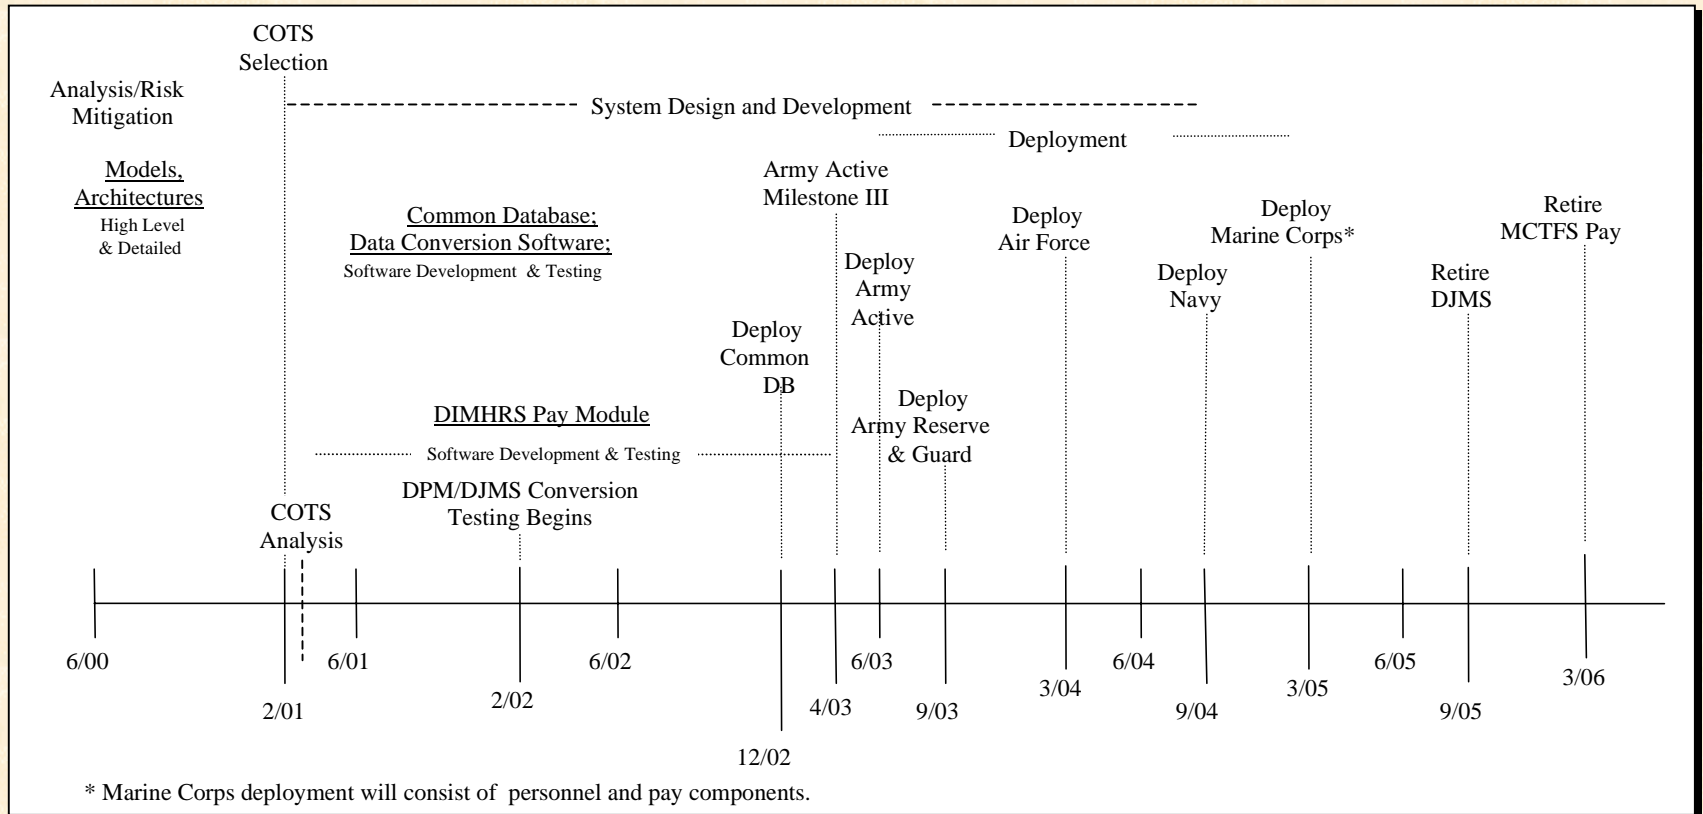 COTS
Selection
Analysis/Risk
Mitigation
System Design and Development
Deployment
Models,
Architectures
High Level
& Detailed
Common Database;
Data Conversion Software;
Software Development & Testing
Army Active
Milestone III
Deploy
Army
Active
Deploy
Air Force
Deploy
Marine Corps*
Deploy
Navy
Retire
MCTFS Pay
Retire
DJMS
Deploy
Common
DB
DIMHRS Pay Module
Software Development & Testing
Deploy
Army Reserve
& Guard
DPM/DJMS Conversion
Testing Begins
COTS
Analysis
6/00
2/01
6/01
2/02
6/02
12/02
4/03
6/03
9/03
3/04
6/04
9/04
3/05
6/05
9/05
3/06
* Marine Corps deployment will consist of personnel and pay components.